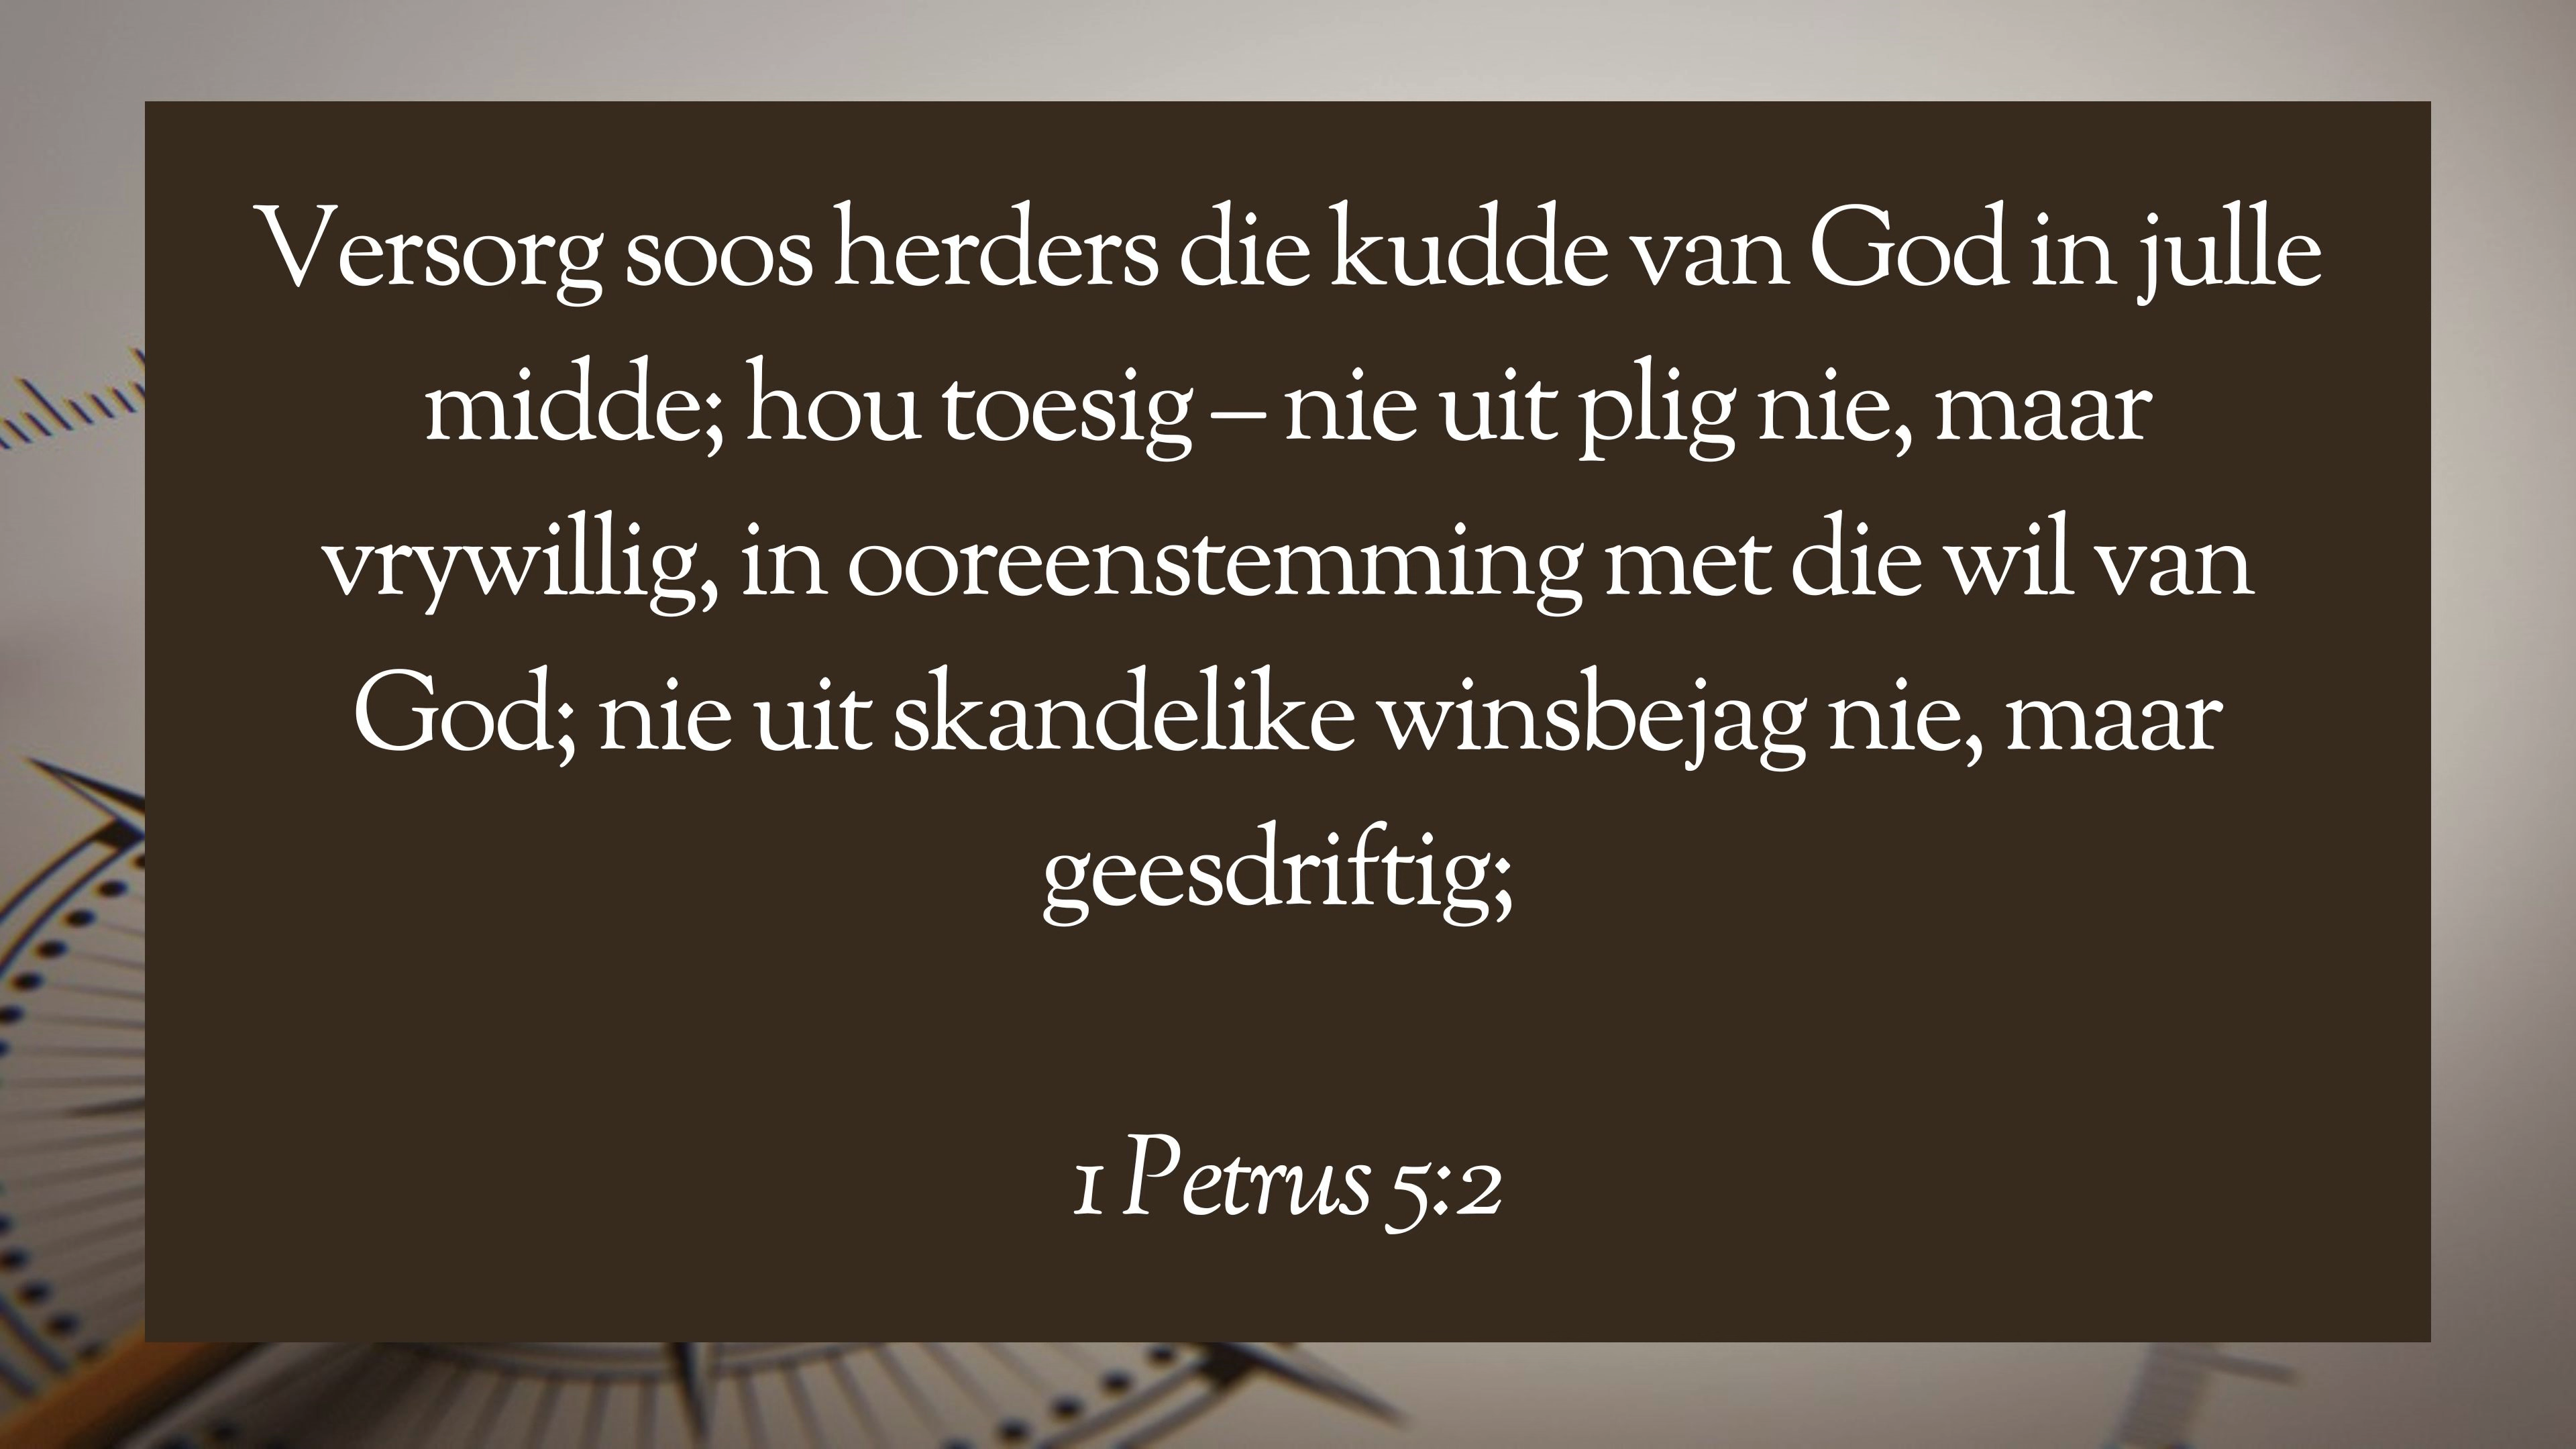 Versorg soos herders die kudde van God in julle
midde; hou toesig – nie uit plig nie, maar
vrywillig, in ooreenstemming met die wil van
God; nie uit skandelike winsbejag nie, maar
geesdriftig;
1 Petrus 5:2